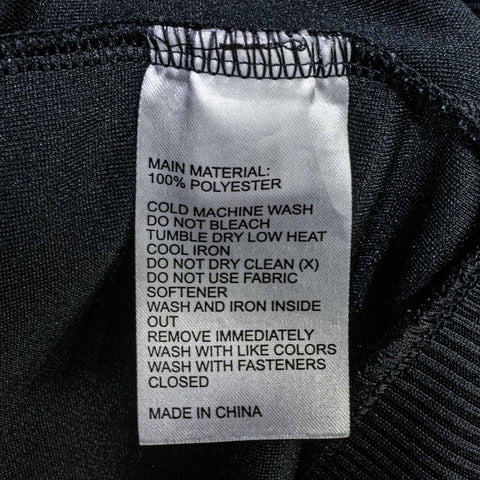 MAIN MATERIAL:
100% POLYESTER
COLD MACHINE WASH
DO NOT BLEACH
TUMBLE DRY LOW HEAT
COOL IRON
DO NOT DRY CLEAN (X)
DO NOT USE FABRIC
SOFTENER
WASH AND IRON INSIDE
OUT
REMOVE IMMEDIATELY
WASH WITH LIKE COLORS
WASH WITH FASTENERS
CLOSED
MADE IN CHINA